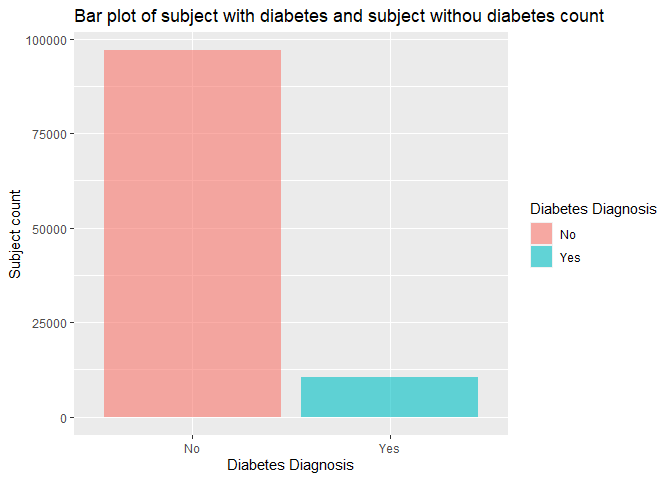 Bar plot of subject with diabetes and subject withou diabetes count
100000
75000
50000
25000
0
Subject count
No
Yes
Diabetes Diagnosis
Diabetes Diagnosis
No
Yes